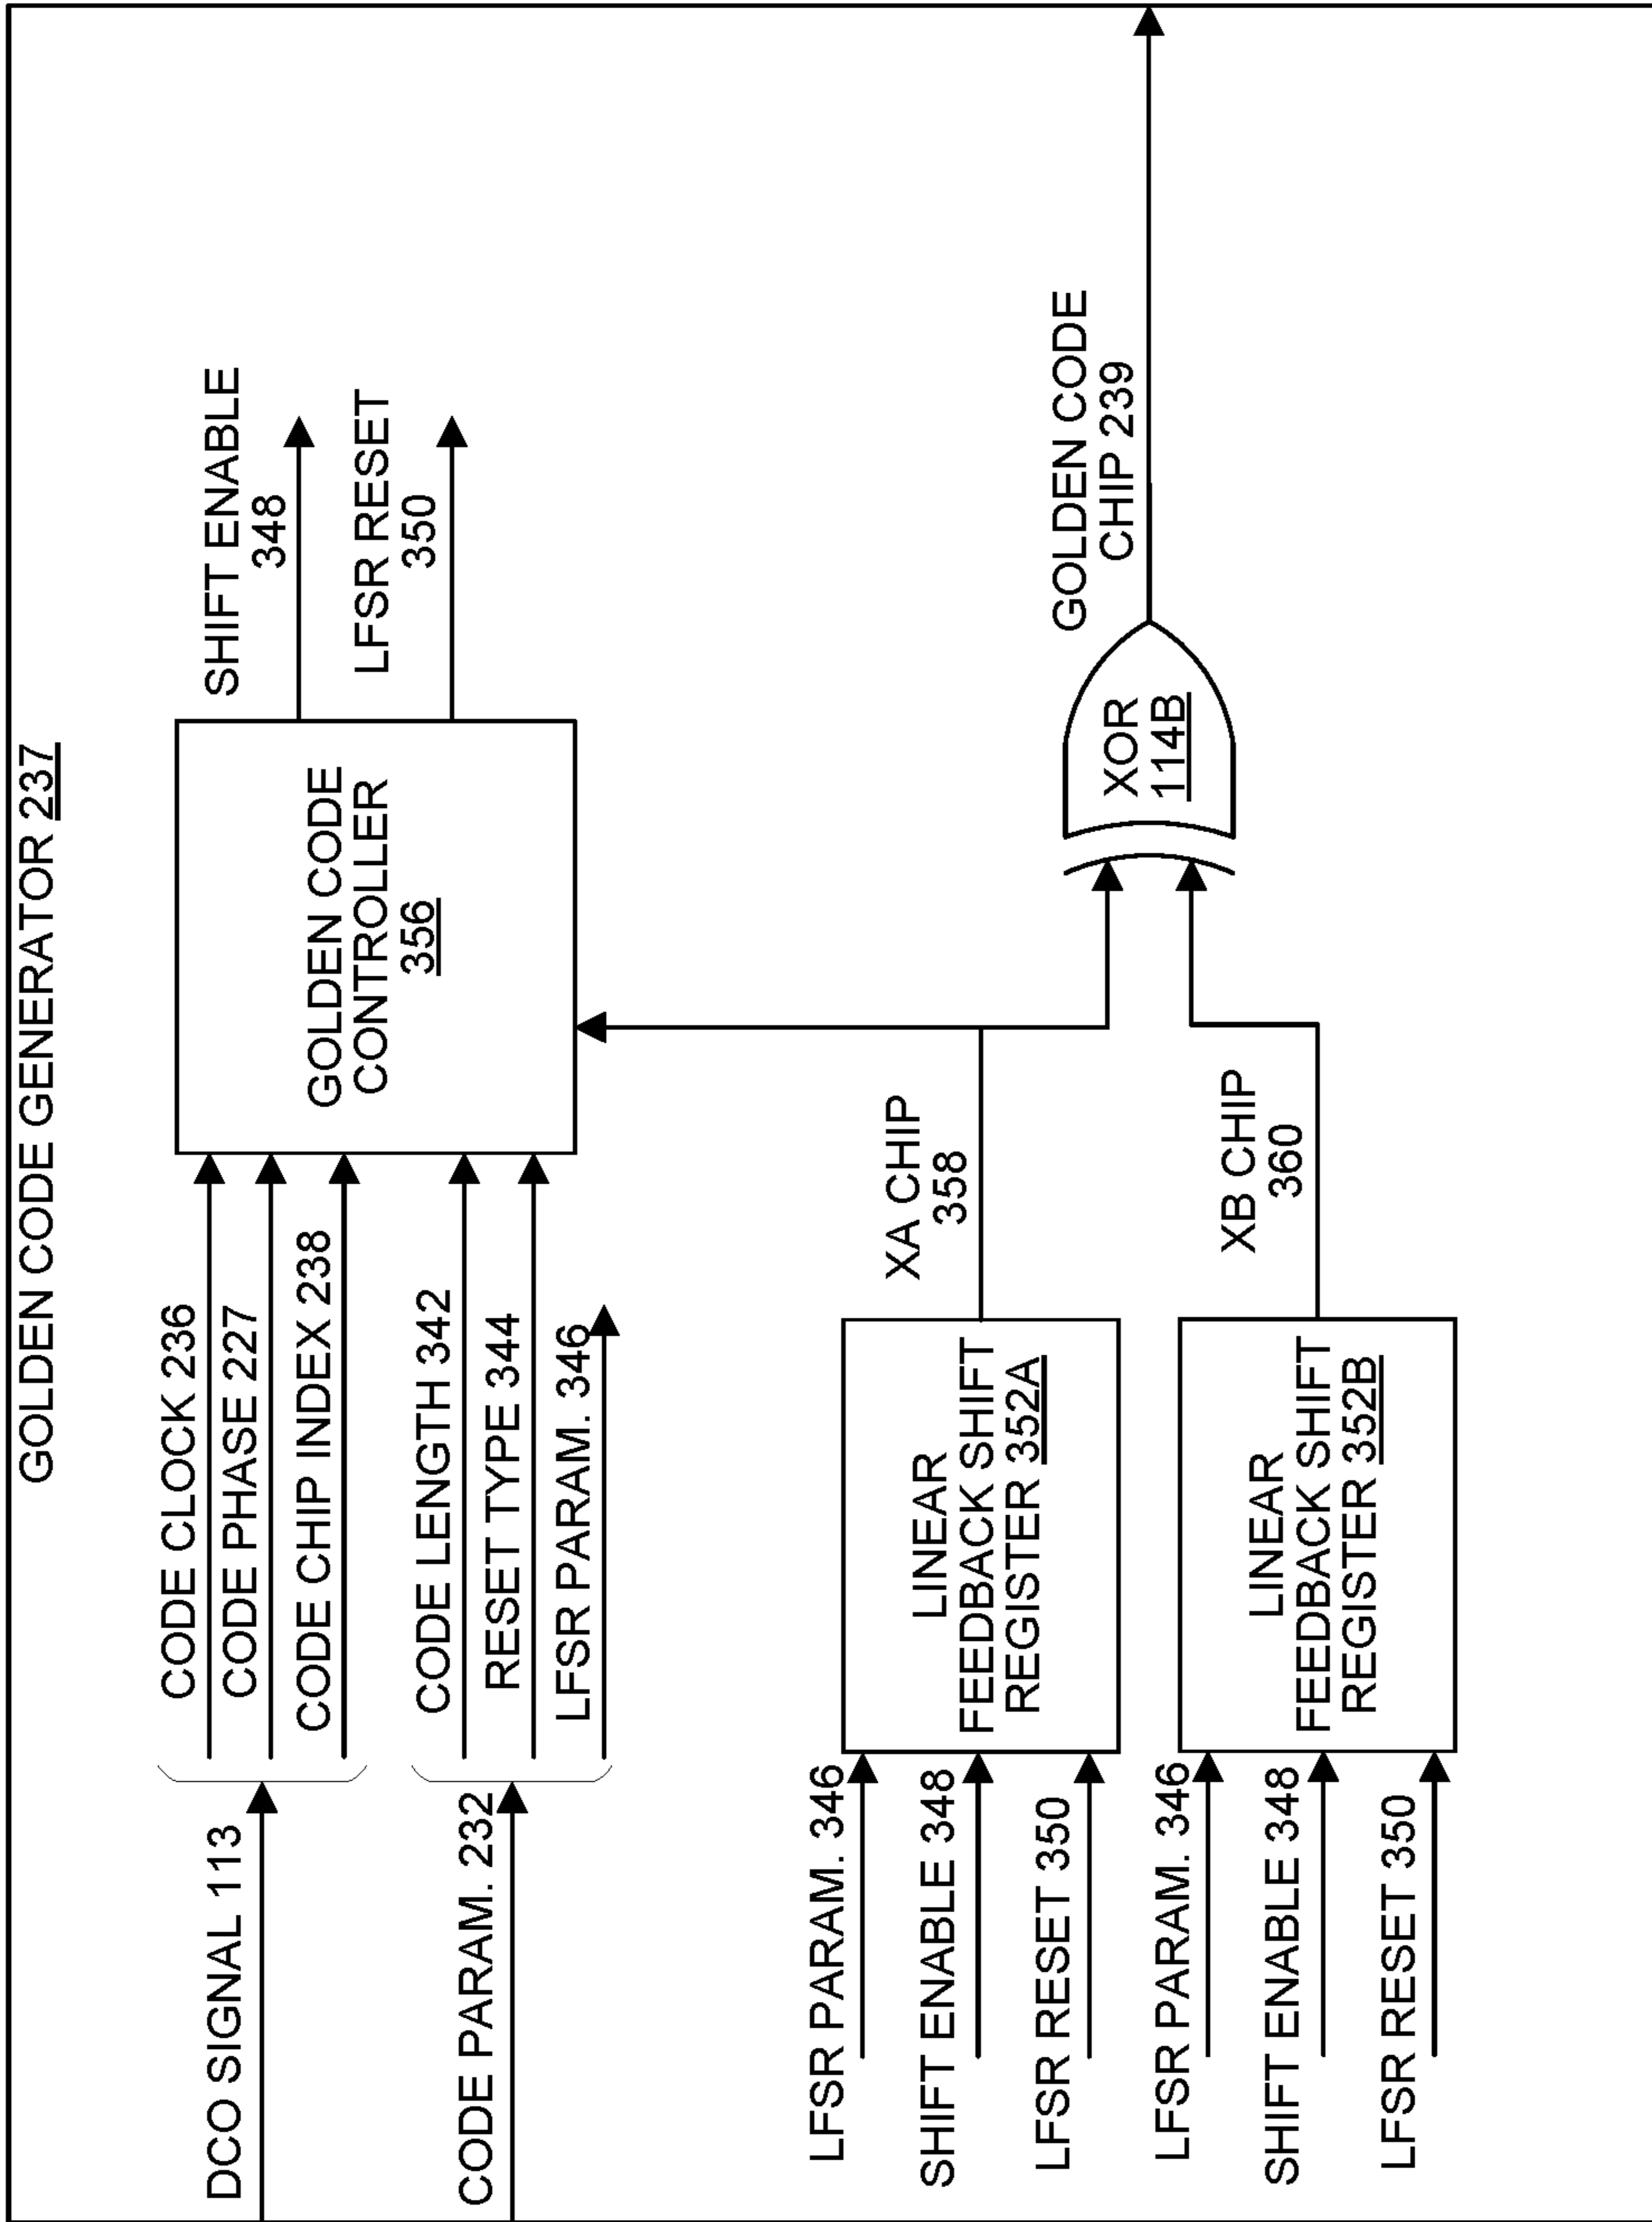 GOLDEN CODE GENERATOR 237
DCO SIGNAL 113
CODE CLOCK 236
CODE PHASE 227
CODE CHIP INDEX 238
CODE PARAM. 232
CODE LENGTH 342
RESET TYPE 344
LFSR PARAM. 346
GOLDEN CODE
CONTROLLER
356
SHIFT ENABLE
348
LFSR RESET
350
LFSR PARAM. 346
SHIFT ENABLE 348
LFSR RESET 350
LINEAR
FEEDBACK SHIFT
REGISTER 352A
XA CHIP
358
LFSR PARAM. 346
SHIFT ENABLE 348
LFSR RESET 350
LINEAR
FEEDBACK SHIFT
REGISTER 352B
XB CHIP
360
XOR
114B
GOLDEN CODE
CHIP 239